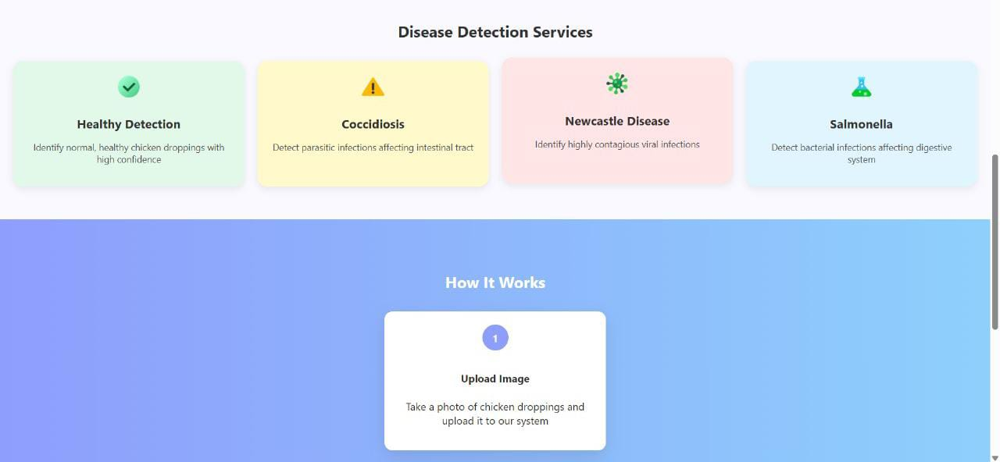 Disease Detection Services
Healthy Detection
Identify normal, healthy chicken droppings with
high confidence
Coccidiosis
Detect parasitic infections affecting intestinal tract
Newcastle Disease
Identify highly contagious viral infections
Salmonella
Detect bacterial infections affecting digestive
system
How It Works
1
Upload Image
Take a photo of chicken droppings and
upload it to our system